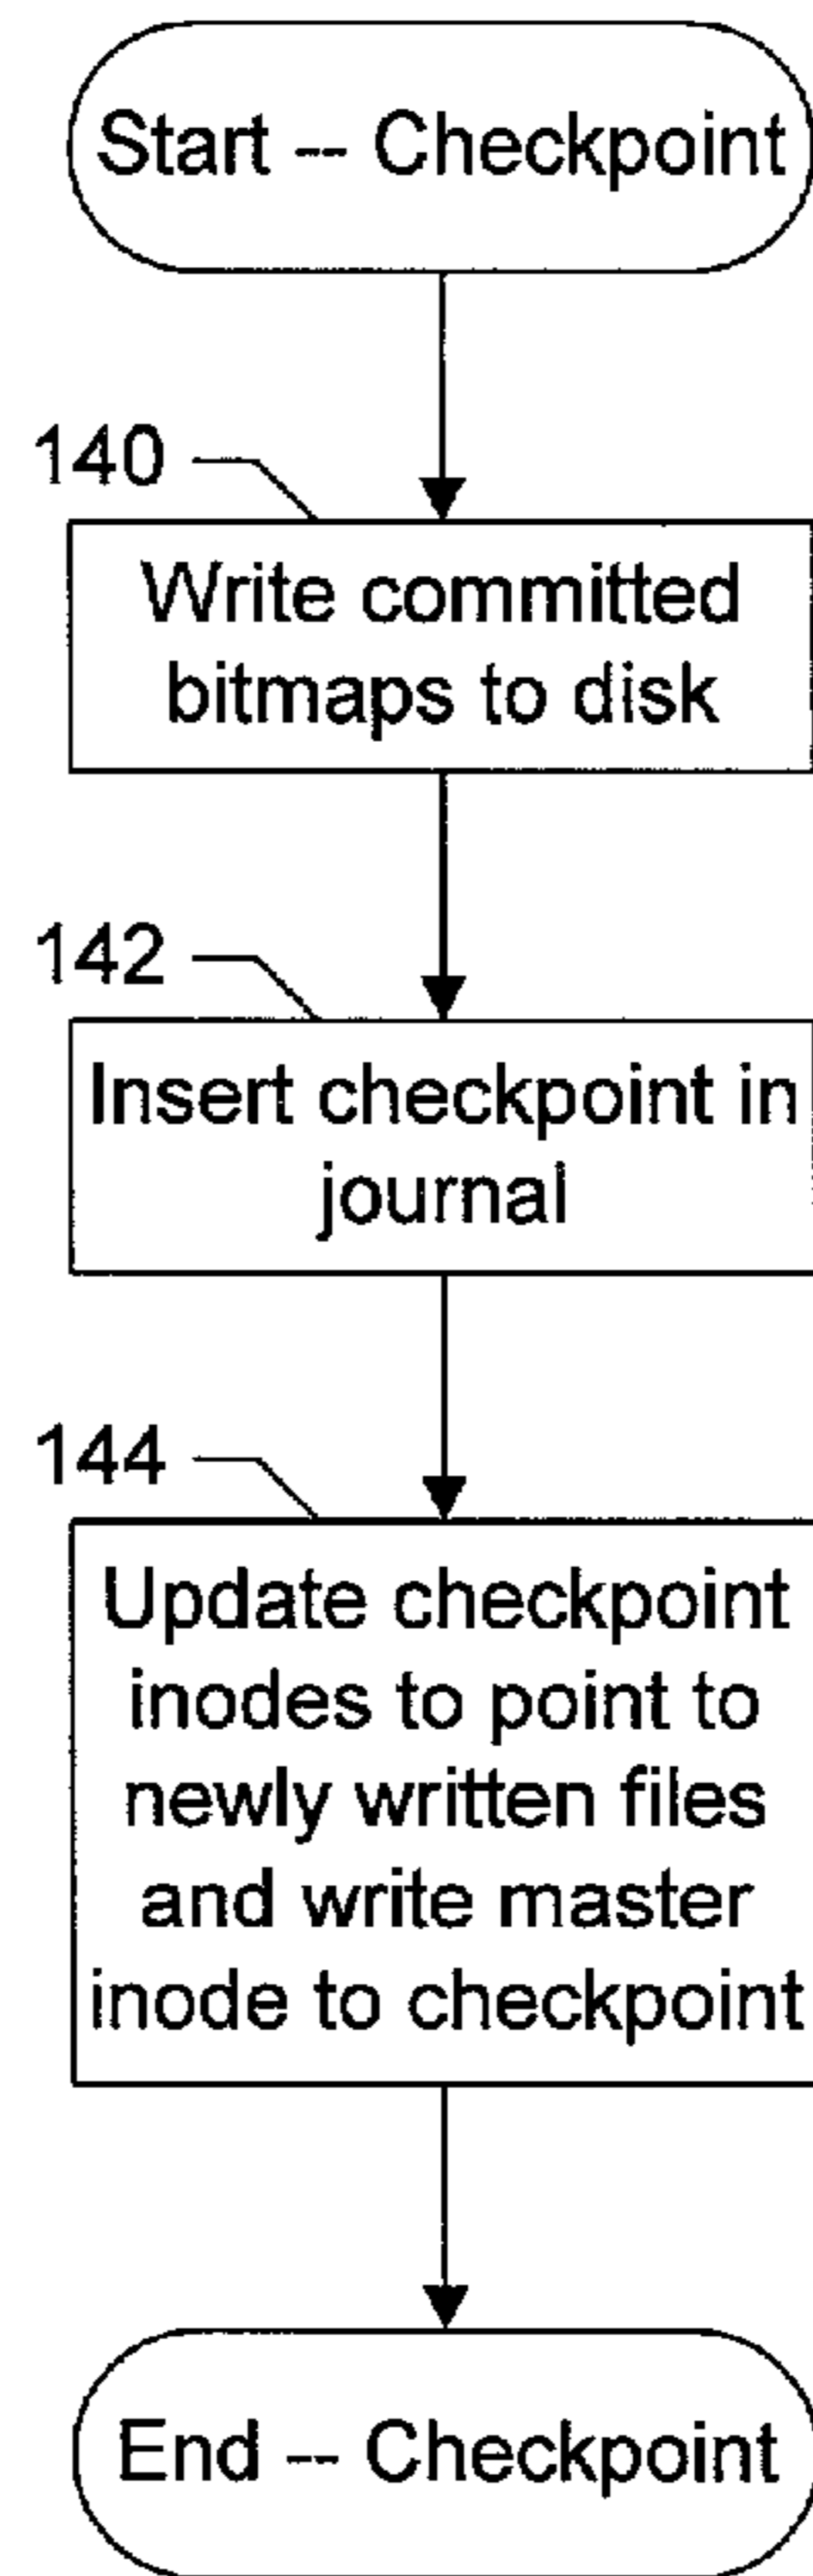 Start -- Checkpoint
140
Write committed
bitmaps to disk
142
Insert checkpoint in
journal
144
Update checkpoint
inodes to point to
newly written files
and write master
inode to checkpoint
End -- Checkpoint